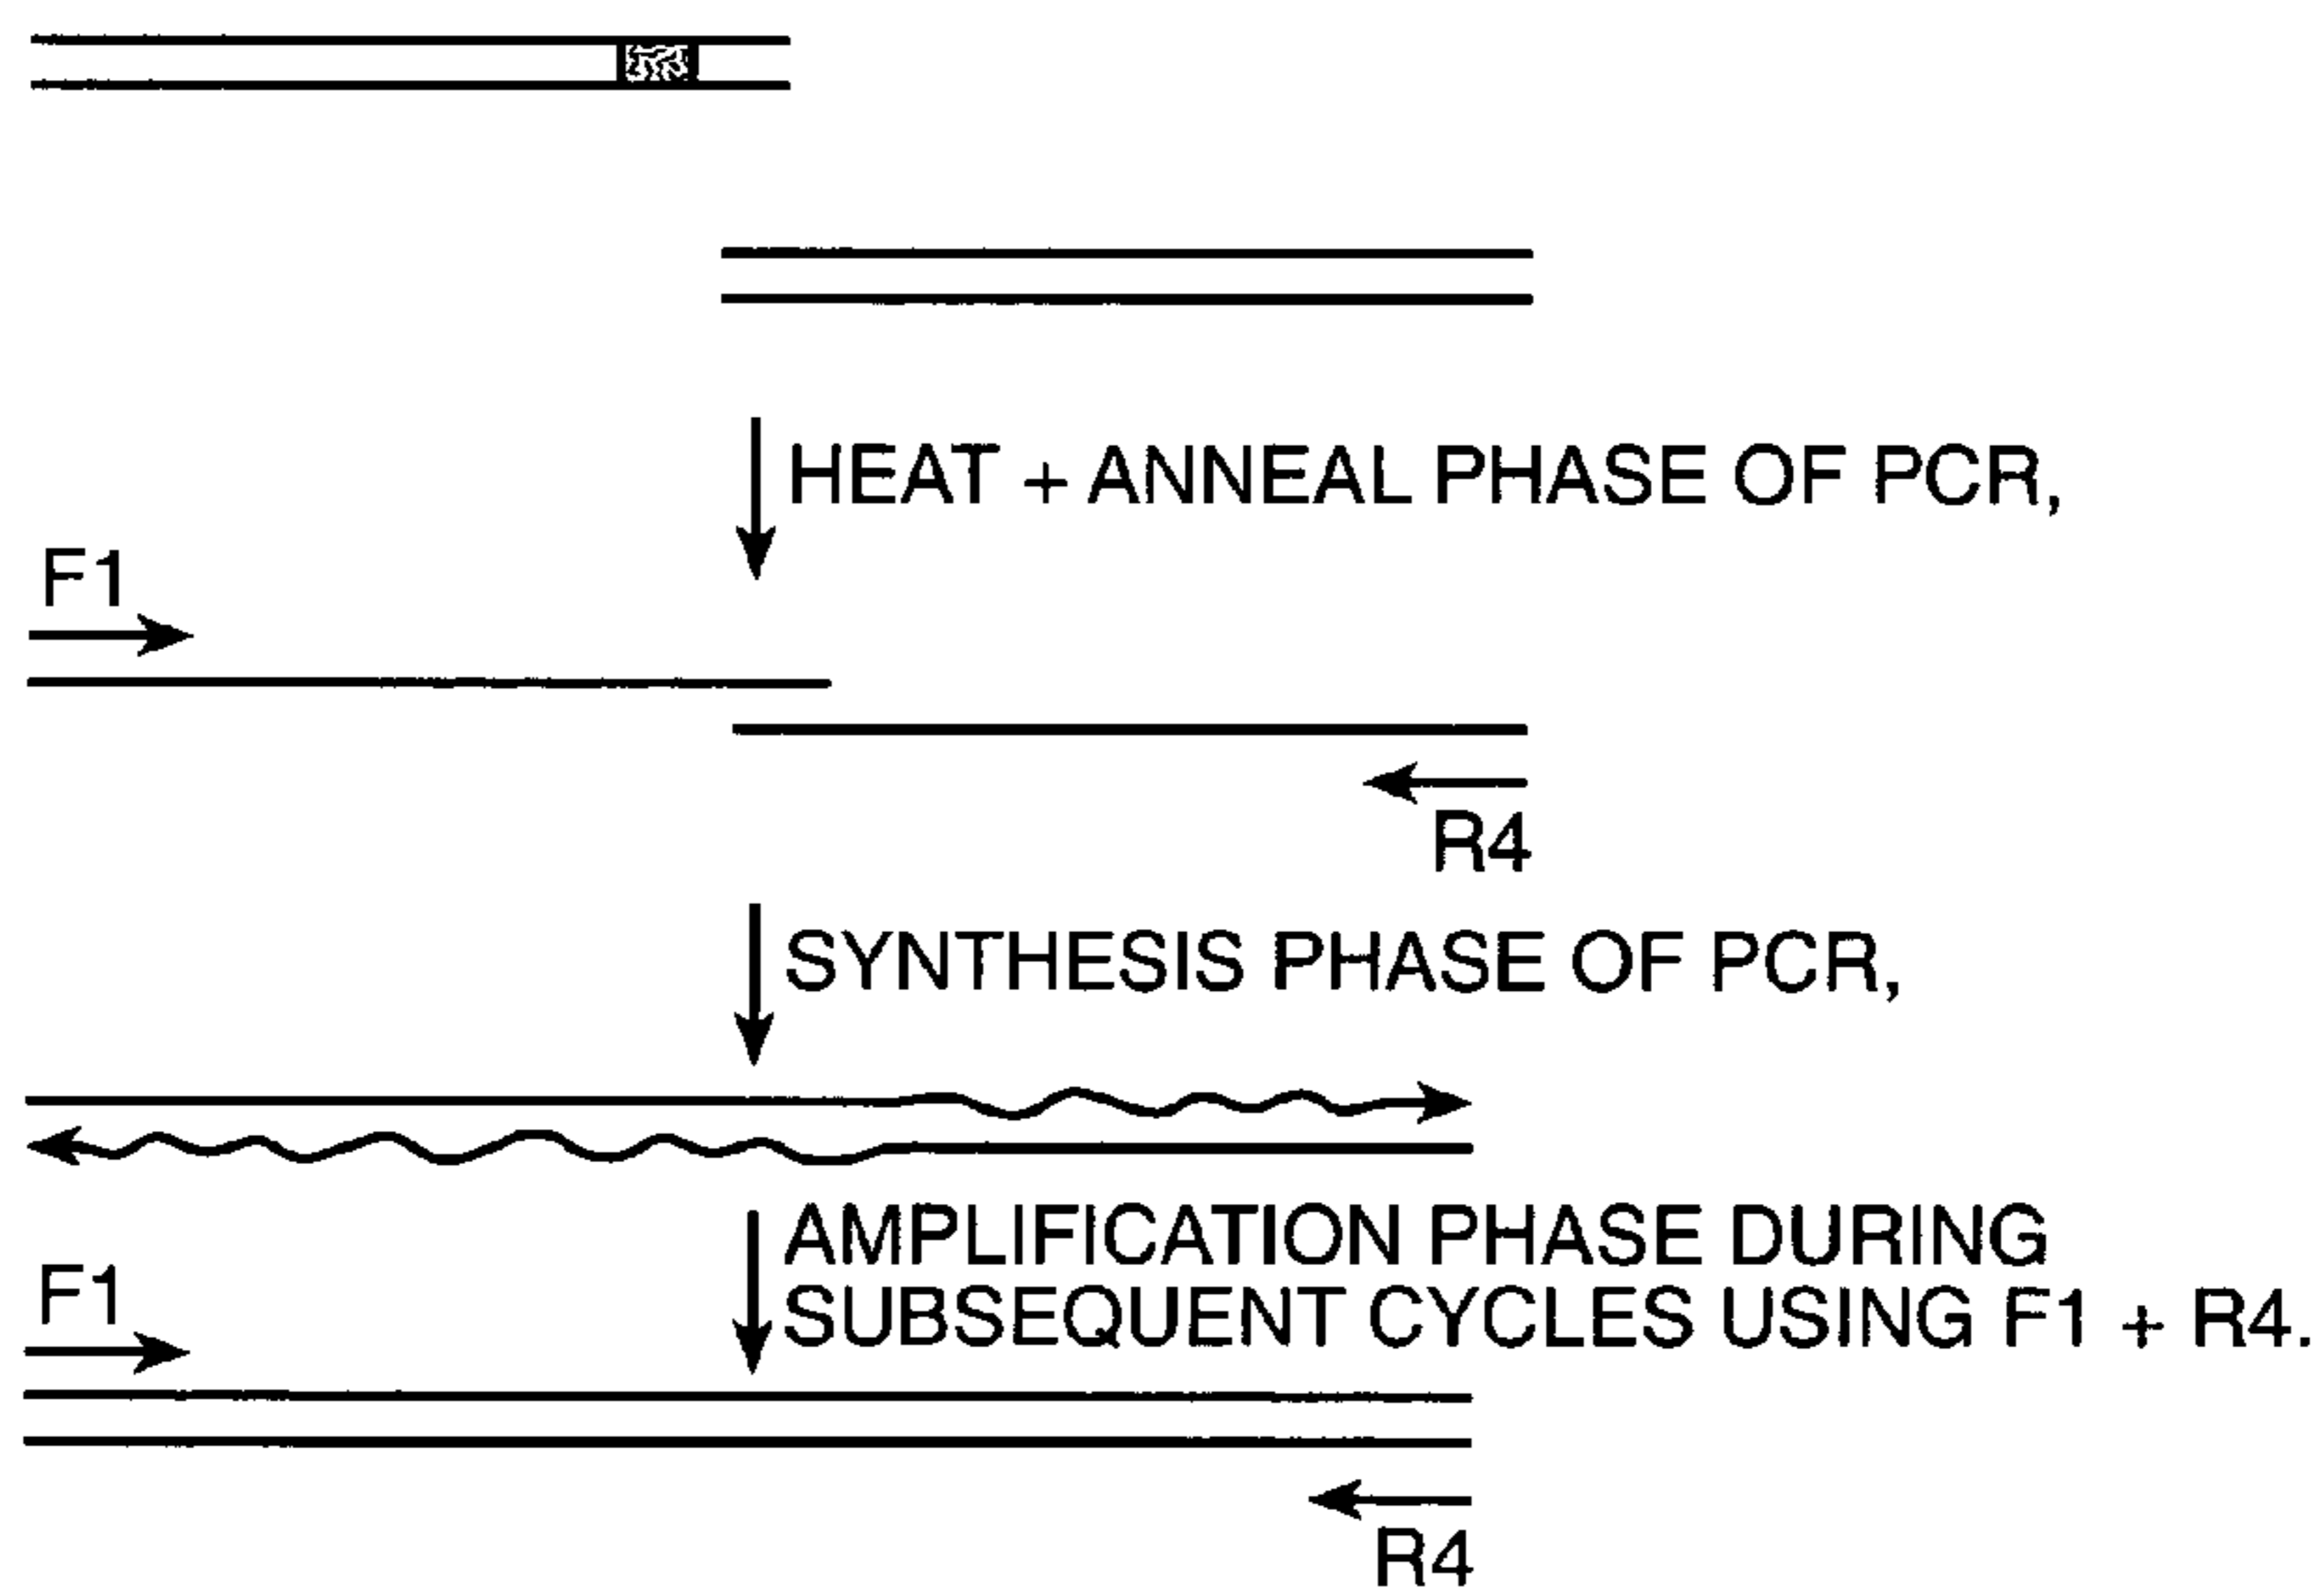 HEAT + ANNEAL PHASE OF PCR,
F1
R4
SYNTHESIS PHASE OF PCR,
AMPLIFICATION PHASE DURING
SUBSEQUENT CYCLES USING F1 + R4.
F1
R4